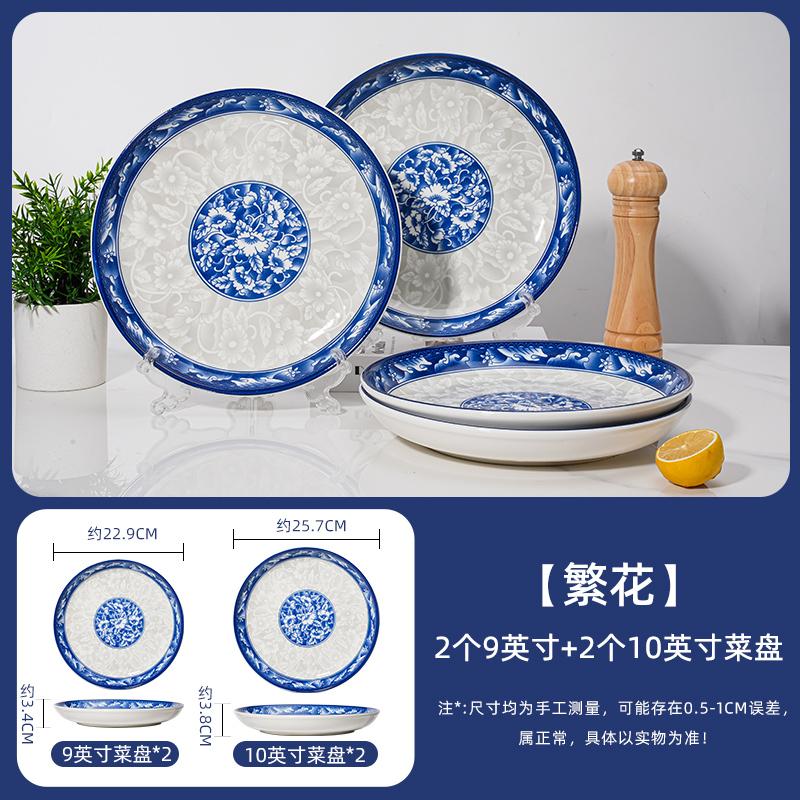 约22.9CM
约25.7CM
约3.4CM
约3.8CM
9英寸菜盘*2
10英寸菜盘*2
【繁花】
2个9英寸+2个10英寸菜盘
注*:尺寸均为手工测量，可能存在0.5-1CM误差，
属正常，具体以实物为准！